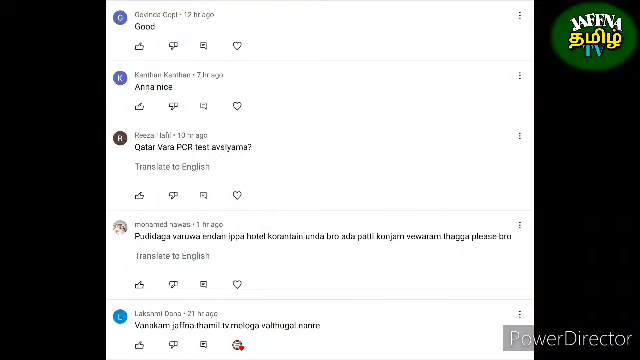 JAFFNA
தமிழ்
TV
G
Govinda Gopi • 12 hr ago
Good
K
Kanthan Kanthan • 7 hr ago
Anna nice
R
Reeza Hafil • 10 hr ago
Qatar Vara PCR test avsiyama?
Translate to English
mohamed nawas • 1 hr ago
Pudidaga varuwa endan ippa hotel korantain unda bro ada patti konjam vewaram thagga please bro
Translate to English
L
Lakshmi Dana • 21 hr ago
Vanakam jaffna.thamil.tv.meloga valthugal nanre
PowerDirector